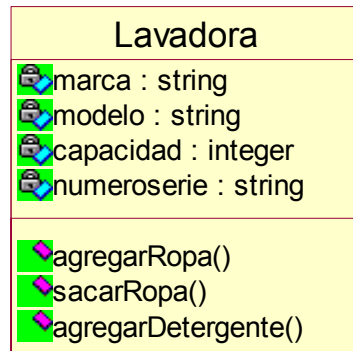 Lavadora
marca : string
modelo : string
capacidad : integer
numeroserie : string
agregarRopa()
sacarRopa()
agregarDetergente()